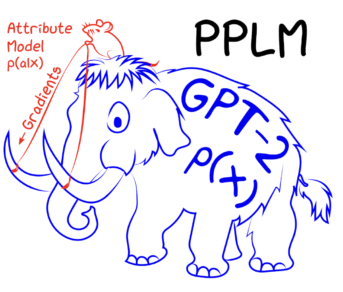 Attribute
Model
p(a|x)
PPLM
← Gradients
GPT-2
p(x)